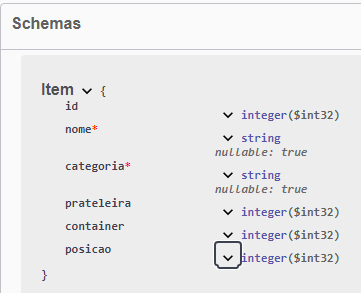 Schemas
Item {
id integer($int32)
nome* string
nullable: true
categoria* string
nullable: true
prateleira integer($int32)
container integer($int32)
posicao integer($int32)
}